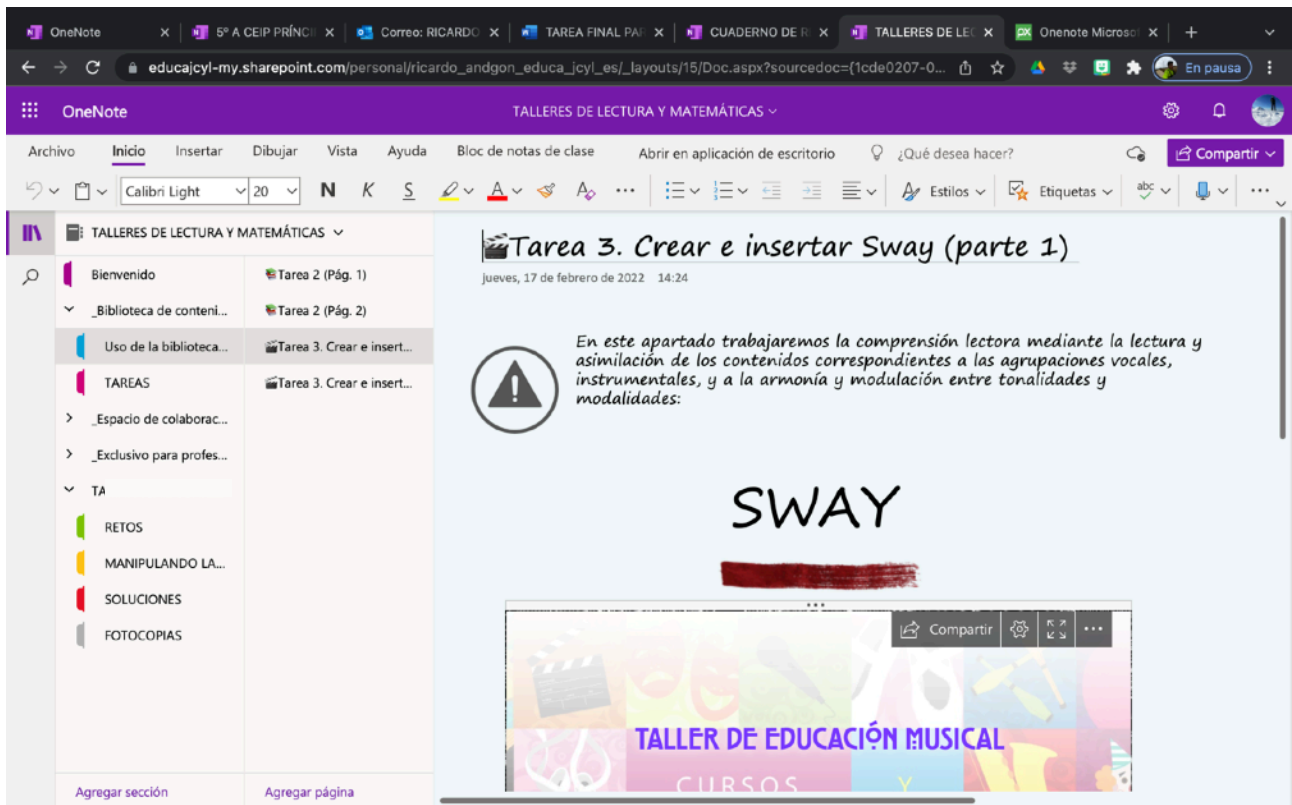 OneNote
5º A CEIP PRÍNCI
Correo: RICARDO
TAREA FINAL PAR
CUADERNO DE RI
TALLERES DE LEC
Onenote Microsof
educajcyl-my.sharepoint.com/personal/ricardo_andgon_educa_jcyl_es/_layouts/15/Doc.aspx?sourcedoc={1cde0207-0...
En pausa
OneNote
TALLERES DE LECTURA Y MATEMÁTICAS
Archivo Inicio Insertar Dibujar Vista Ayuda Bloc de notas de clase Abrir en aplicación de escritorio ¿Qué desea hacer? Compartir
Calibri Light 20 N K S A A Estilos Etiquetas abc
TALLERES DE LECTURA Y MATEMÁTICAS
Bienvenido
_Biblioteca de conteni...
Uso de la biblioteca...
TAREAS
_Espacio de colaborac...
_Exclusivo para profes...
TA
RETOS
MANIPULANDO LA...
SOLUCIONES
FOTOCOPIAS
Agregar sección
Tarea 2 (Pág. 1)
Tarea 2 (Pág. 2)
Tarea 3. Crear e insert...
Tarea 3. Crear e insert...
Agregar página
Tarea 3. Crear e insertar Sway (parte 1)
jueves, 17 de febrero de 2022 14:24
En este apartado trabajaremos la comprensión lectora mediante la lectura y
asimilación de los contenidos correspondientes a las agrupaciones vocales,
instrumentales, y a la armonía y modulación entre tonalidades y
modalidades:
SWAY
Compartir
TALLER DE EDUCACIÓN MUSICAL
CURSOS Y